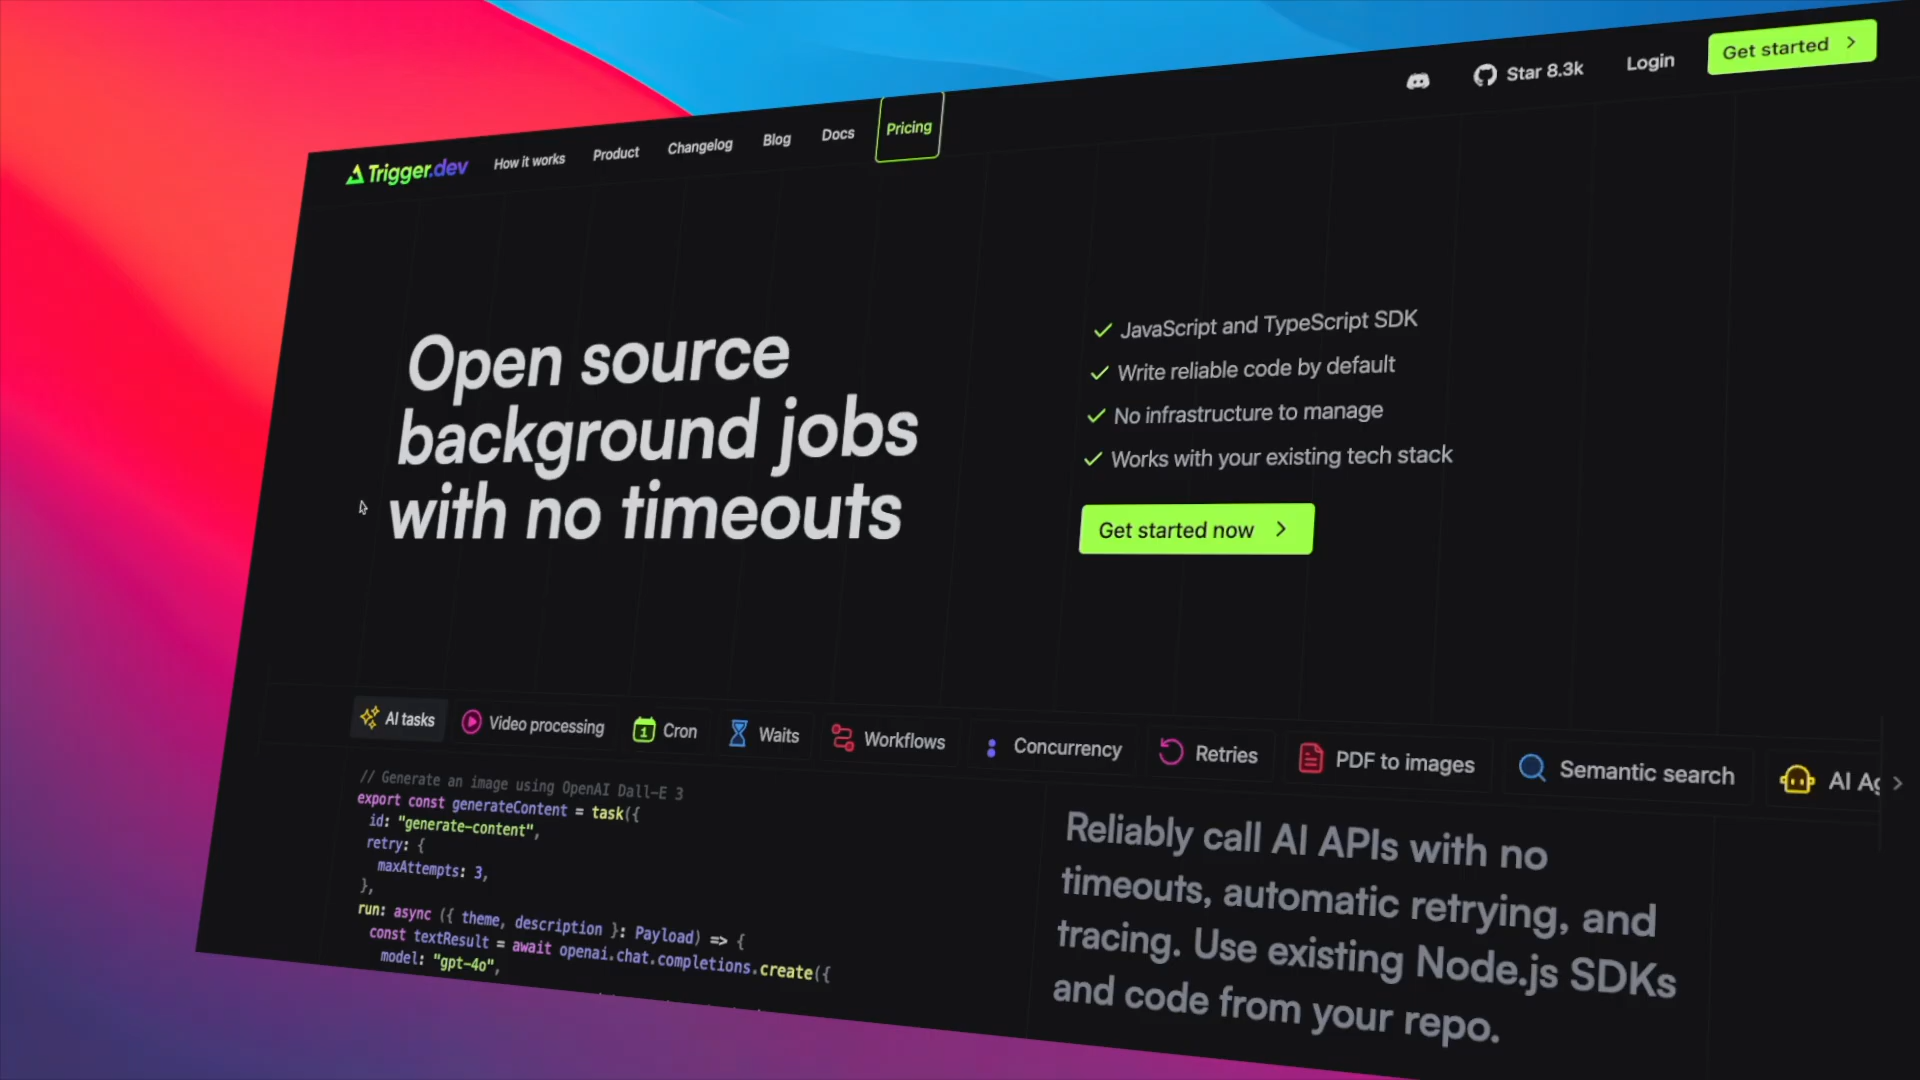 Trigger.dev
How it works
Product
Changelog
Blog
Docs
Pricing
Star 8.3k
Login
Get started
Open source
background jobs
with no timeouts
JavaScript and TypeScript SDK
Write reliable code by default
No infrastructure to manage
Works with your existing tech stack
Get started now
AI tasks
Video processing
1
Cron
Waits
Workflows
Concurrency
Retries
PDF to images
Semantic search
AI Ag
// Generate an image using OpenAI Dall-E 3
export const generateContent = task({
id: "generate-content",
retry: {
maxAttempts: 3,
},
run: async ({ theme, description }: Payload) => {
const textResult = await openai.chat.completions.create({
model: "gpt-4o",
Reliably call AI APIs with no
timeouts, automatic retrying, and
tracing. Use existing Node.js SDKs
and code from your repo.